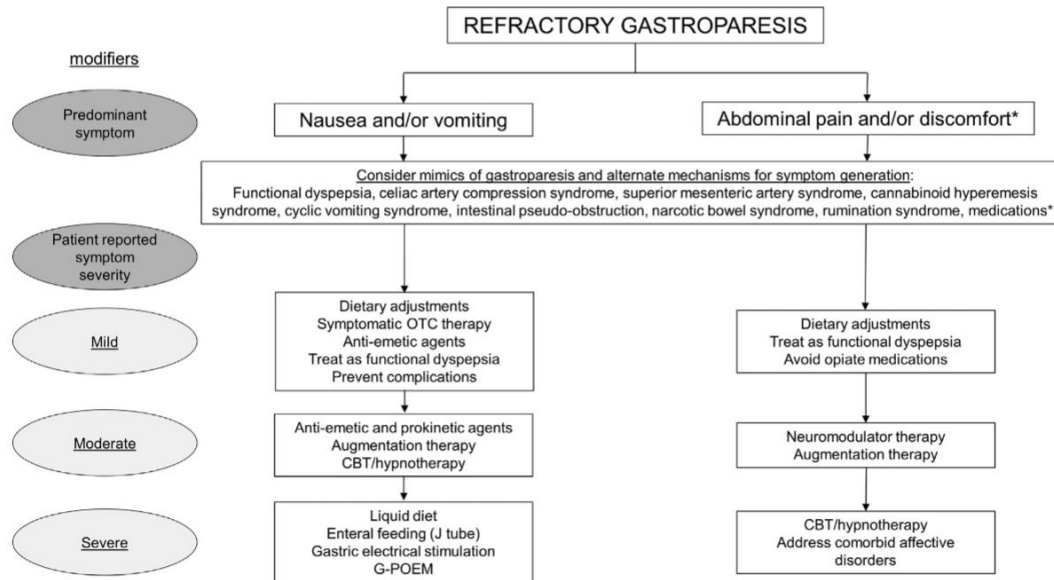 REFRACTORY GASTROPARESIS
modifiers
Predominant
symptom
Nausea and/or vomiting
Abdominal pain and/or discomfort*
Consider mimics of gastroparesis and alternate mechanisms for symptom generation:
Functional dyspepsia, celiac artery compression syndrome, superior mesenteric artery syndrome, cannabinoid hyperemesis
syndrome, cyclic vomiting syndrome, intestinal pseudo-obstruction, narcotic bowel syndrome, rumination syndrome, medications*
Patient reported
symptom
severity
Mild
Dietary adjustments
Symptomatic OTC therapy
Anti-emetic agents
Treat as functional dyspepsia
Prevent complications
Dietary adjustments
Treat as functional dyspepsia
Avoid opiate medications
Moderate
Anti-emetic and prokinetic agents
Augmentation therapy
CBT/hypnotherapy
Neuromodulator therapy
Augmentation therapy
Severe
Liquid diet
Enteral feeding (J tube)
Gastric electrical stimulation
G-POEM
CBT/hypnotherapy
Address comorbid affective
disorders